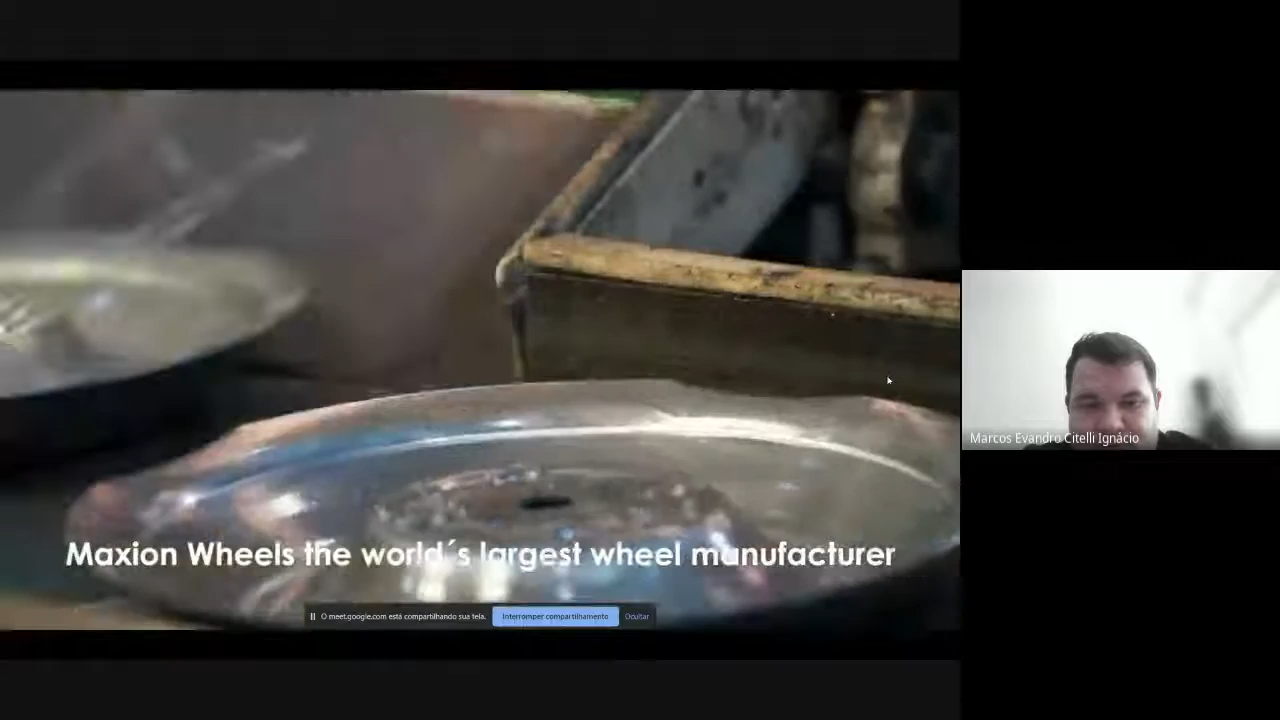 Marcos Evandro Citelli Ignácio
Maxion Wheels the world´s largest wheel manufacturer
O meet.google.com está compartilhando sua tela. Interromper compartilhamento Ocultar